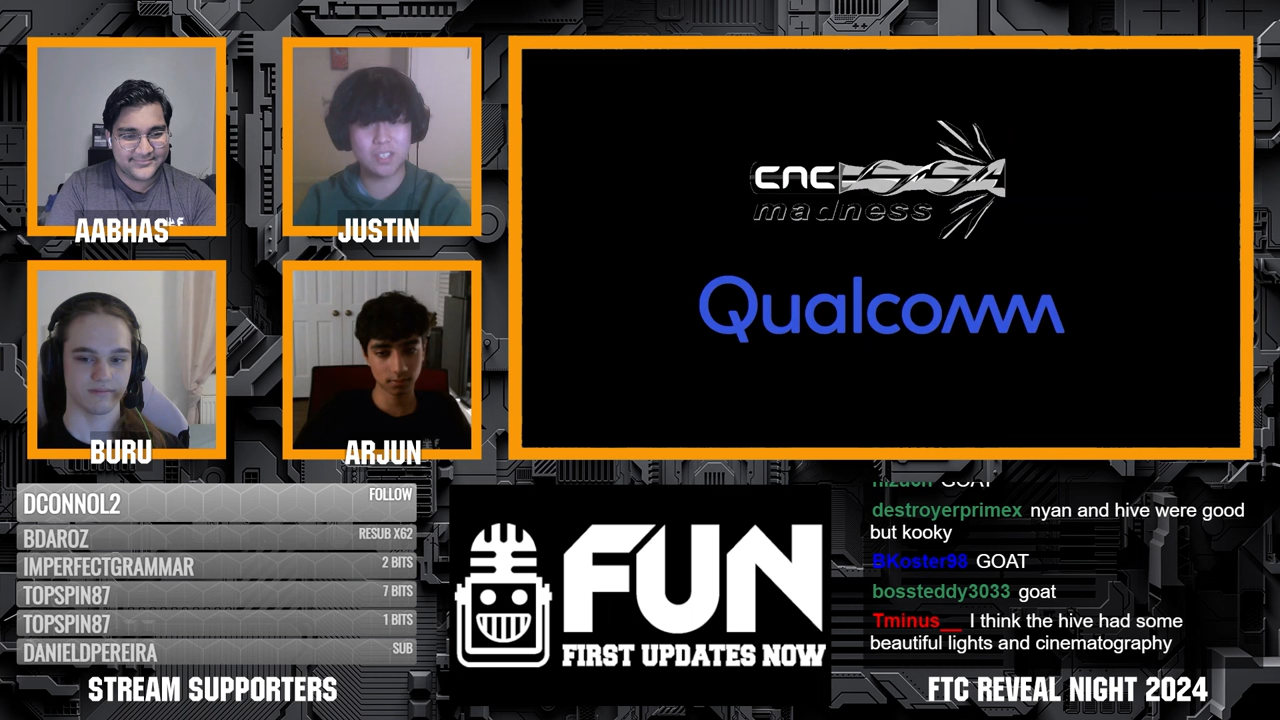 AABHAS
JUSTIN
BURU
ARJUN
cnc
madness
Qualcomm
DCONNOL2 FOLLOW
BDAROZ RESUB X62
IMPERFECTGRAMMAR 2 BITS
TOPSPIN87 7 BITS
TOPSPIN87 1 BITS
DANIELDPEREIRA SUB
STREAM SUPPORTERS
FUN
FIRST UPDATES NOW
GOAT
destroyerprimex nyan and hive were good
but kooky
BKoster98 GOAT
bossteddy3033 goat
Tminus__ I think the hive had some
beautiful lights and cinematography
FTC REVEAL NIGHT 2024